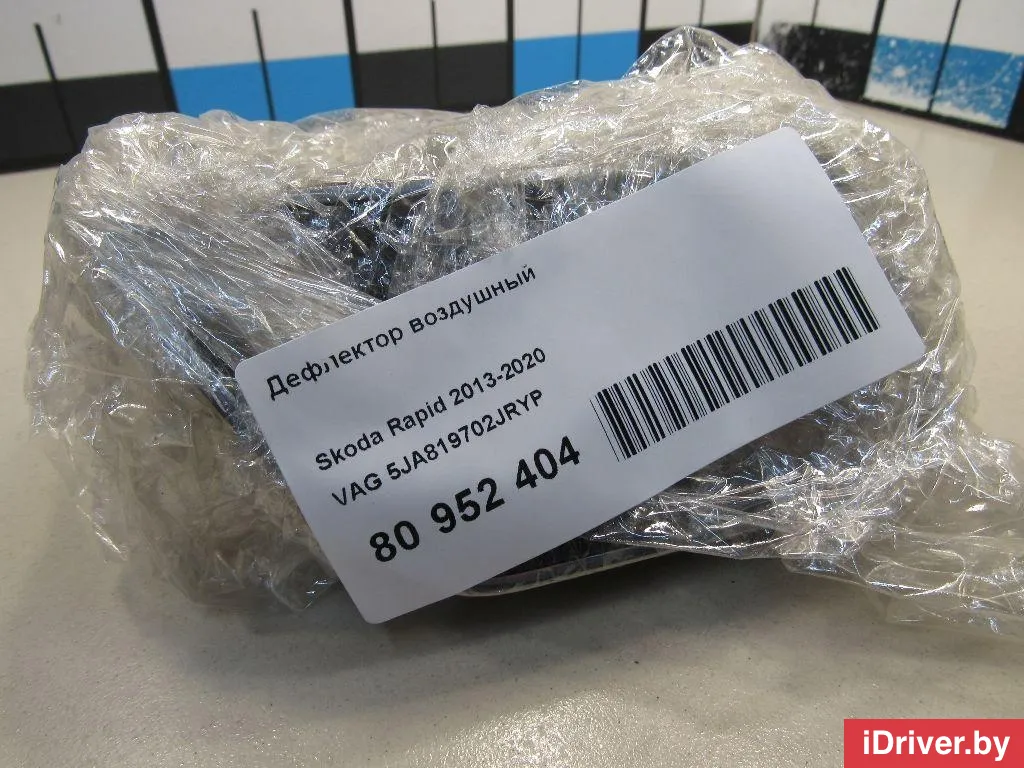 Дефлектор воздушный
Skoda Rapid 2013-2020
VAG 5JA819702JRYP
80 952 404
iDriver.by